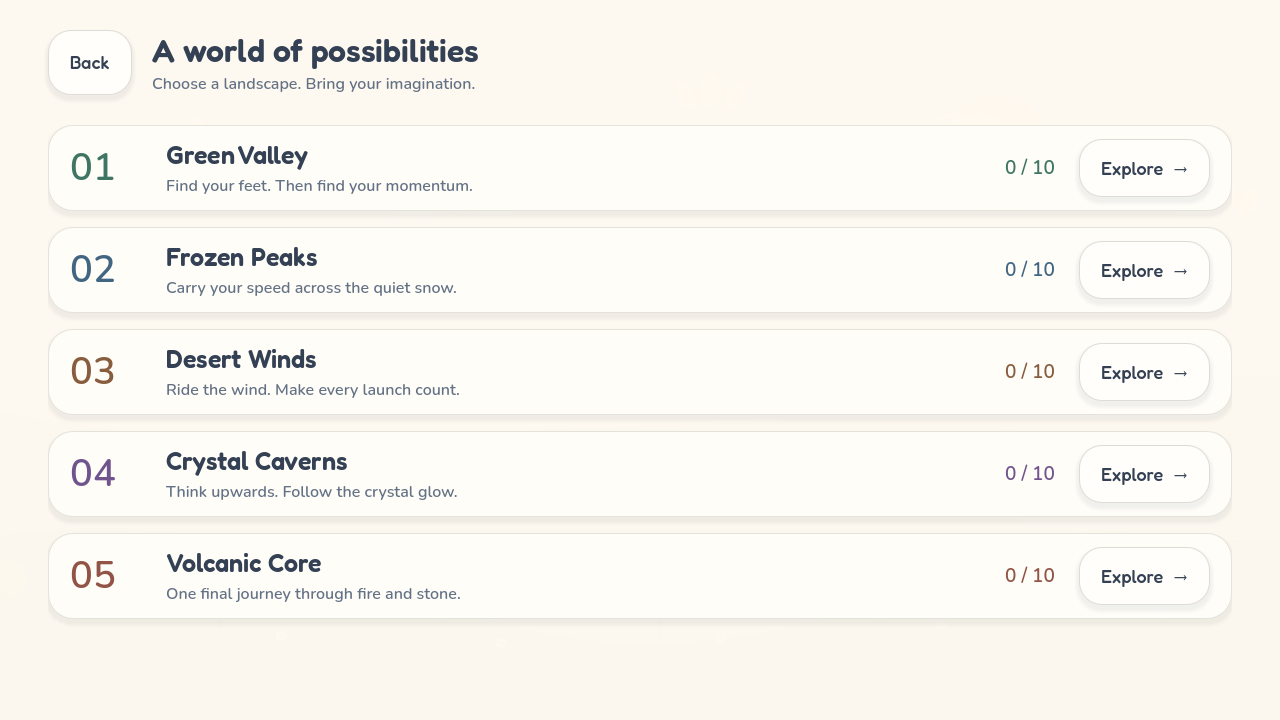 Back
A world of possibilities
Choose a landscape. Bring your imagination.
01
Green Valley
Find your feet. Then find your momentum.
0 / 10
Explore →
02
Frozen Peaks
Carry your speed across the quiet snow.
0 / 10
Explore →
03
Desert Winds
Ride the wind. Make every launch count.
0 / 10
Explore →
04
Crystal Caverns
Think upwards. Follow the crystal glow.
0 / 10
Explore →
05
Volcanic Core
One final journey through fire and stone.
0 / 10
Explore →